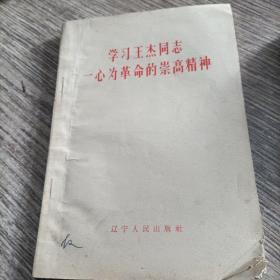 学习王杰同志
一心为革命的崇高精神
辽宁人民出版社